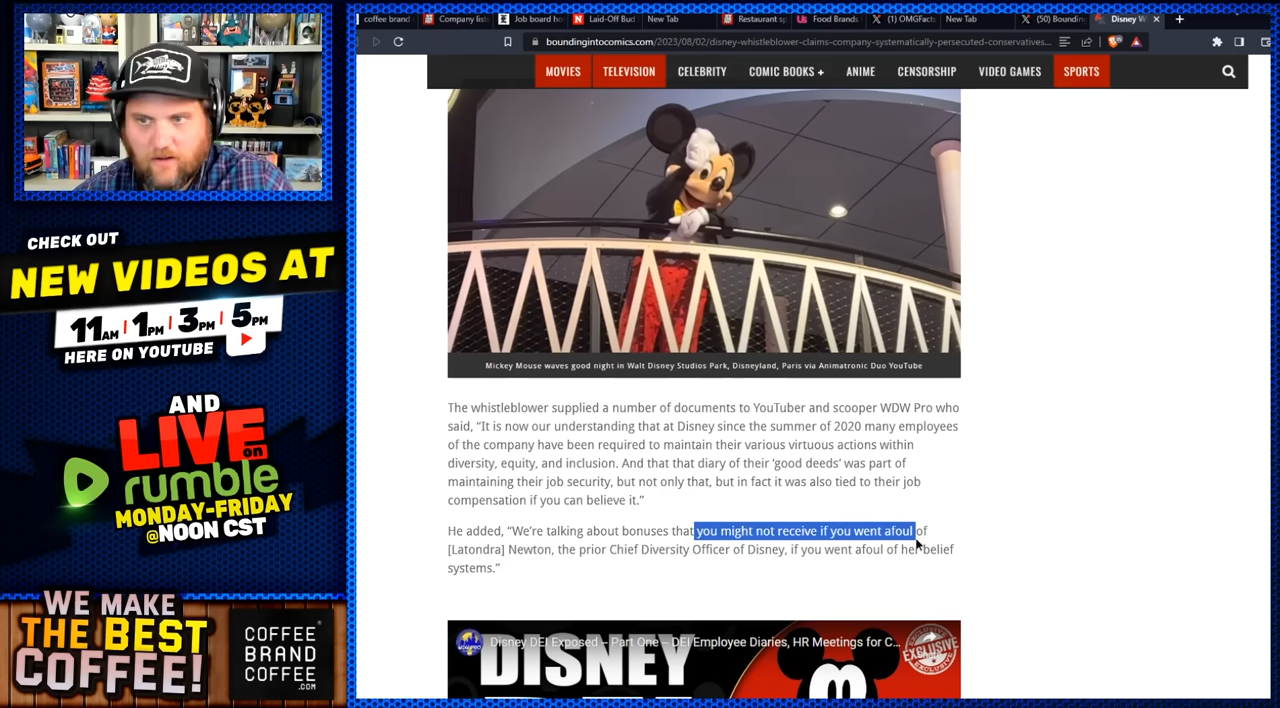 coffee brand
Company lists
Job board ho
Laid-Off Bud
New Tab
Restaurant sp
Food Brands
(1) OMGFacts
New Tab
(50) Bounding
Disney W
boundingintocomics.com/2023/08/02/disney-whistleblower-claims-company-systematically-persecuted-conservatives...
MOVIES TELEVISION CELEBRITY COMIC BOOKS + ANIME CENSORSHIP VIDEO GAMES SPORTS
CHECK OUT
NEW VIDEOS AT
11AM | 1PM | 3PM | 5PM
HERE ON YOUTUBE
AND
LIVE on
rumble
MONDAY-FRIDAY
@NOON CST
WE MAKE
THE BEST
COFFEE!
COFFEE
BRAND
COFFEE
.COM
Mickey Mouse waves good night in Walt Disney Studios Park, Disneyland, Paris via Animatronic Duo YouTube
The whistleblower supplied a number of documents to YouTuber and scooper WDW Pro who
said, “It is now our understanding that at Disney since the summer of 2020 many employees
of the company have been required to maintain their various virtuous actions within
diversity, equity, and inclusion. And that that diary of their ‘good deeds’ was part of
maintaining their job security, but not only that, but in fact it was also tied to their job
compensation if you can believe it.”
He added, “We’re talking about bonuses that you might not receive if you went afoul of
[Latondra] Newton, the prior Chief Diversity Officer of Disney, if you went afoul of her belief
systems.”
Disney DEI Exposed – Part One – DEI Employee Diaries, HR Meetings for C...
DISNEY
EXCLUSIVE